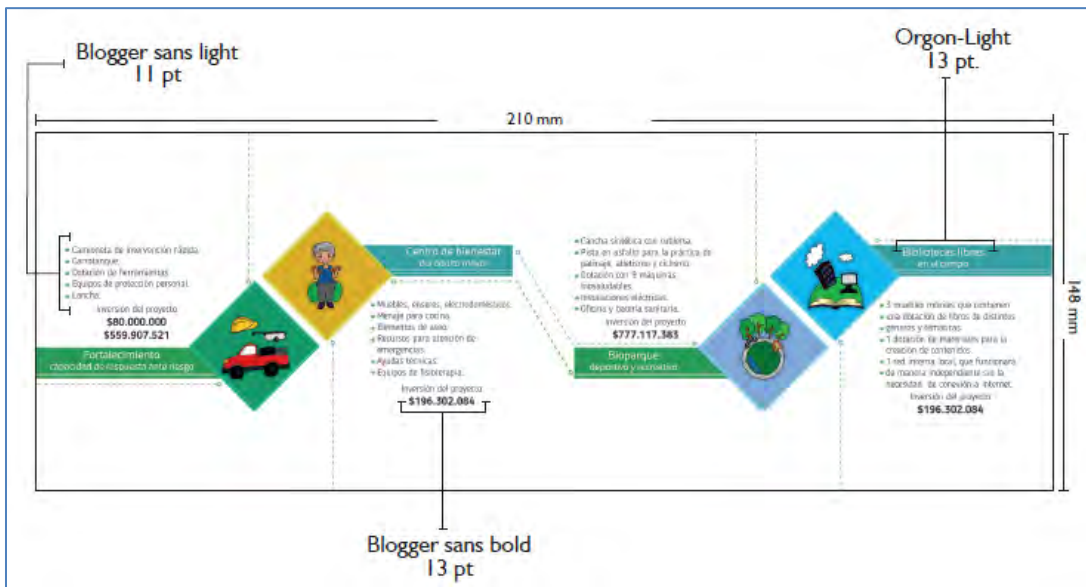 Blogger sans light
11 pt
Orgon-Light
13 pt.
210 mm
148 mm
Camioneta de intervención rápida.
Carrotanque.
Dotación de herramientas
Equipos de protección personal.
Lancha.
Inversión del proyecto
$80.000.000
$559.907.521
Fortalecimiento
capacidad de respuesta ante riesgo
Centro de bienestar
del adulto mayor
Muebles, enseres, electrodomésticos.
Menaje para cocina.
Elementos de aseo.
Recursos para atención de
emergencias.
Ayudas técnicas.
Equipos de fisioterapia.
Inversión del proyecto
$196.302.084
Cancha sintética con
Pista en asfalto para la práctica de
patinaje, atletismo y ciclismo.
Dotación con 9 máquinas
biosaludables.
Instalaciones eléctricas.
Oficina y batería sanitaria.
Inversión del proyecto
$777.117.383
Bioparque
deportivo y recreativo
Bibliotecas libres
en el campo
3 muebles móviles que contienen
una dotación de libros de distintos
géneros y temáticas.
1 dotación de materiales para la
creación de contenidos.
1 red interna local, que funcionará
de manera independiente sin la
necesidad de conexión a internet.
Inversión del proyecto
$196.302.084
Blogger sans bold
13 pt